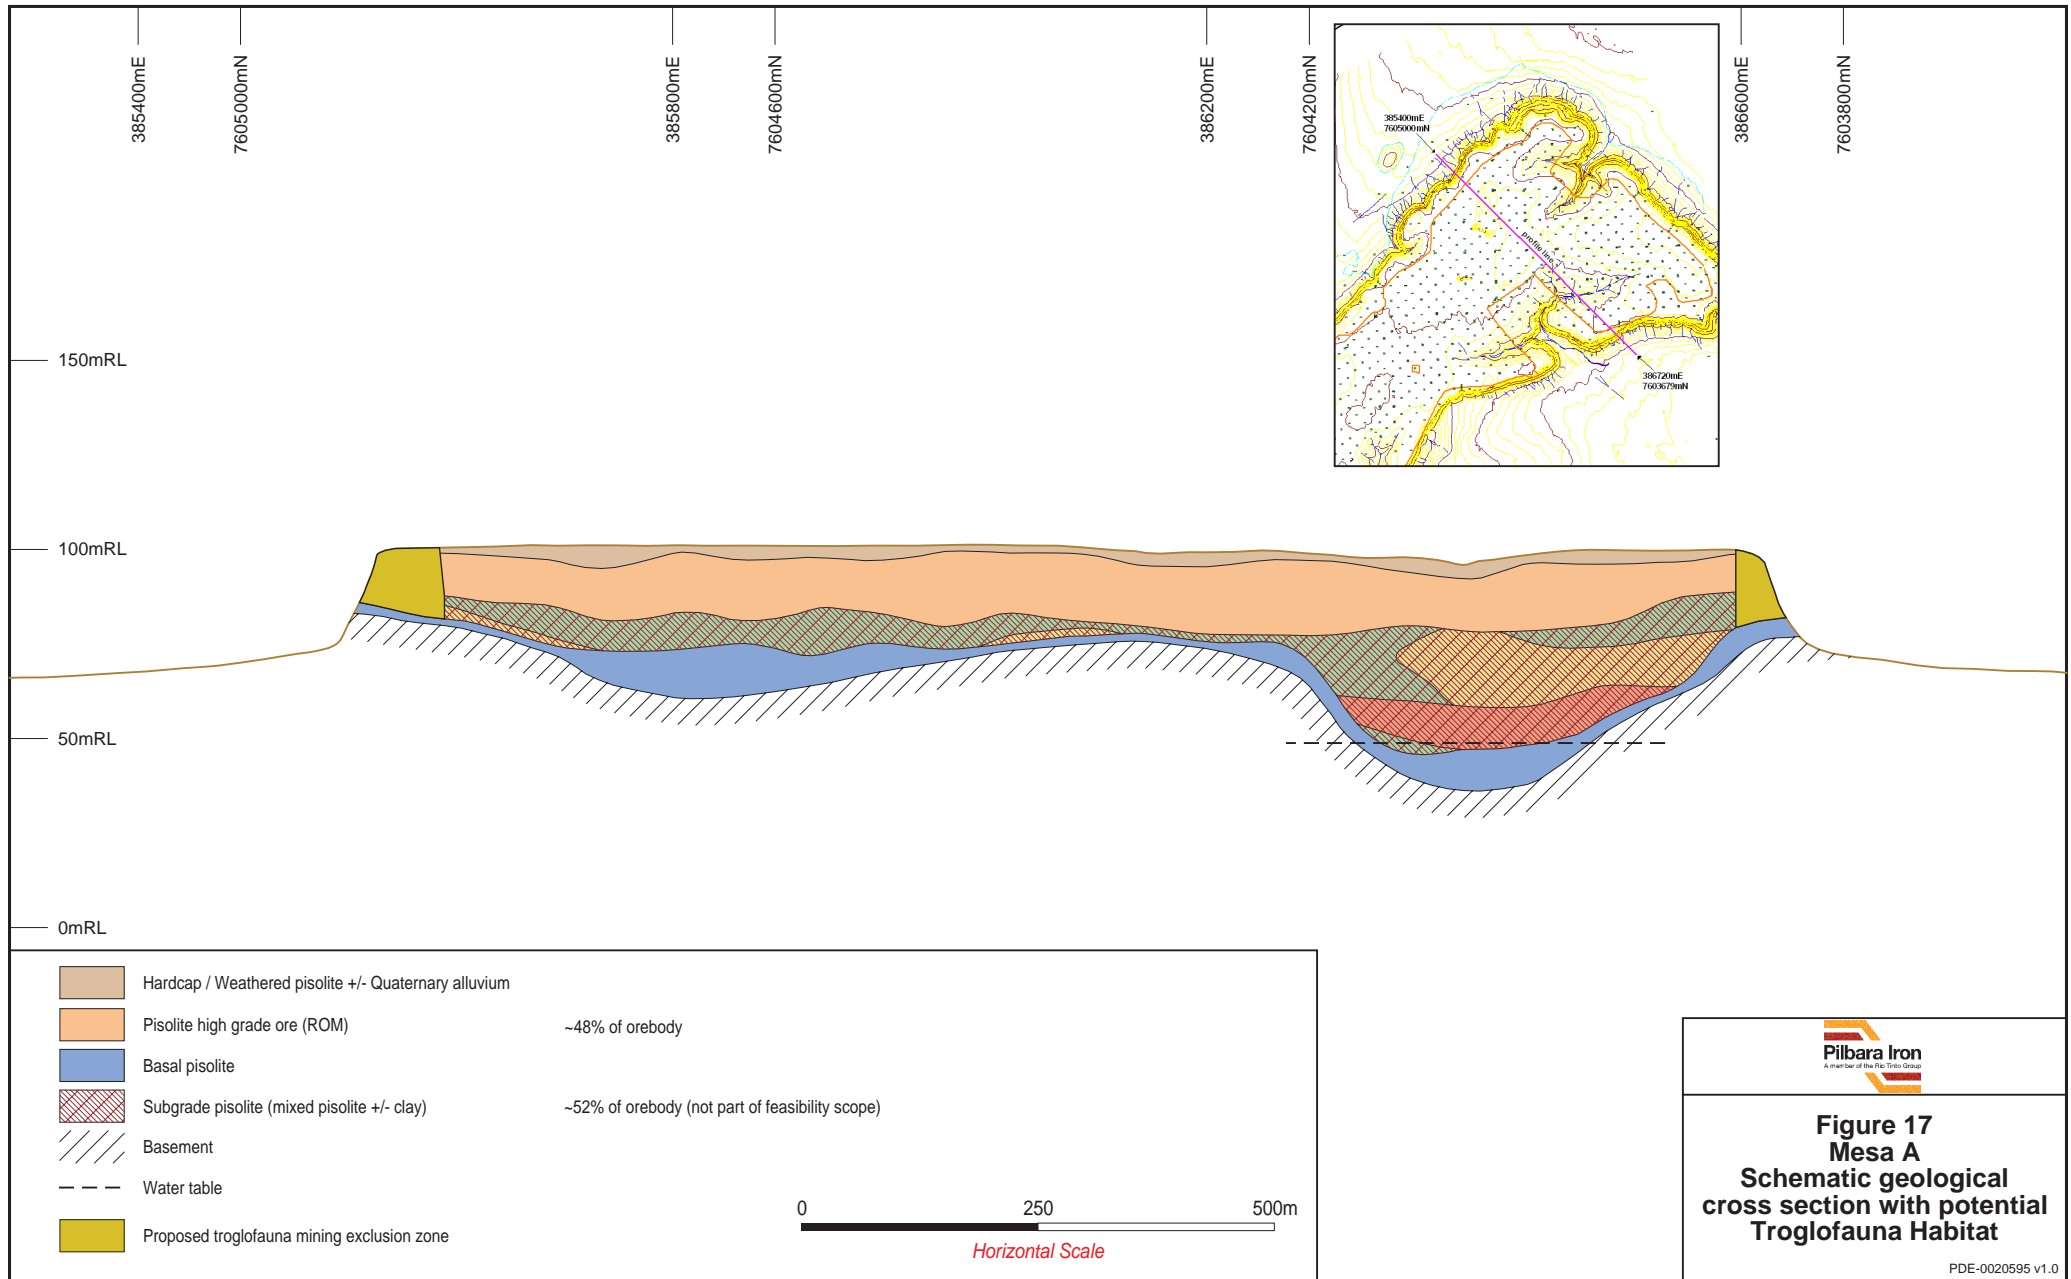 385400mE
7605000mN
385800mE
7604600mN
386200mE
7604200mN
386600mE
7603800mN
385400mE
7605000mN
profile line
386720mE
7603679mN
150mRL
100mRL
50mRL
0mRL
Hardcap / Weathered pisolite +/- Quaternary alluvium
Pisolite high grade ore (ROM) ~48% of orebody
Basal pisolite
Subgrade pisolite (mixed pisolite +/- clay) ~52% of orebody (not part of feasibility scope)
Basement
Water table
Proposed troglofauna mining exclusion zone
0 250 500m
Horizontal Scale
Pilbara Iron
A member of the Rio Tinto Group
Figure 17
Mesa A
Schematic geological
cross section with potential
Troglofauna Habitat
PDE-0020595 v1.0